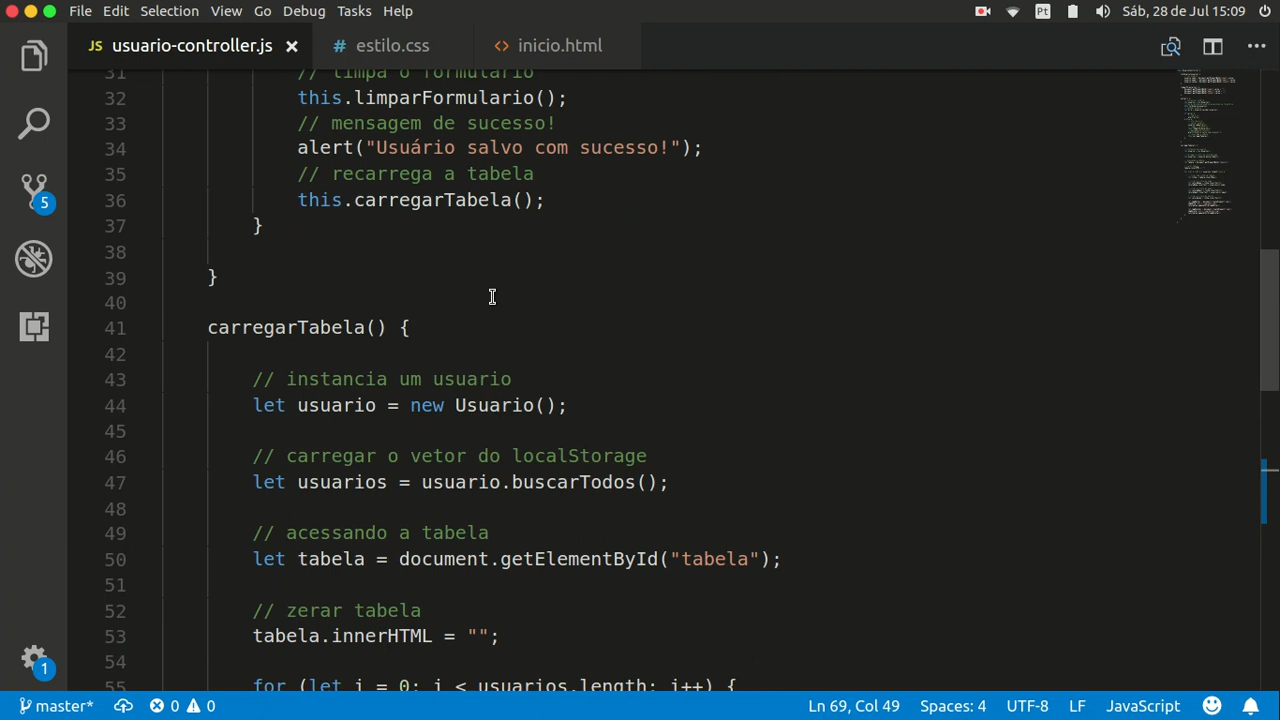 File Edit Selection View Go Debug Tasks Help
Pt Sáb, 28 de Jul 15:09
JS usuario-controller.js # estilo.css <> inicio.html
31 // limpa o formulario
32 this.limparFormulario();
33 // mensagem de sucesso!
34 alert("Usuário salvo com sucesso!");
35 // recarrega a tabela
36 this.carregarTabela();
37 }
38
39 }
40
41 carregarTabela() {
42
43 // instancia um usuario
44 let usuario = new Usuario();
45
46 // carregar o vetor do localStorage
47 let usuarios = usuario.buscarTodos();
48
49 // acessando a tabela
50 let tabela = document.getElementById("tabela");
51
52 // zerar tabela
53 tabela.innerHTML = "";
54
55 for (let i = 0; i < usuarios.length; i++) {
5
1
master* 0 0 Ln 69, Col 49 Spaces: 4 UTF-8 LF JavaScript